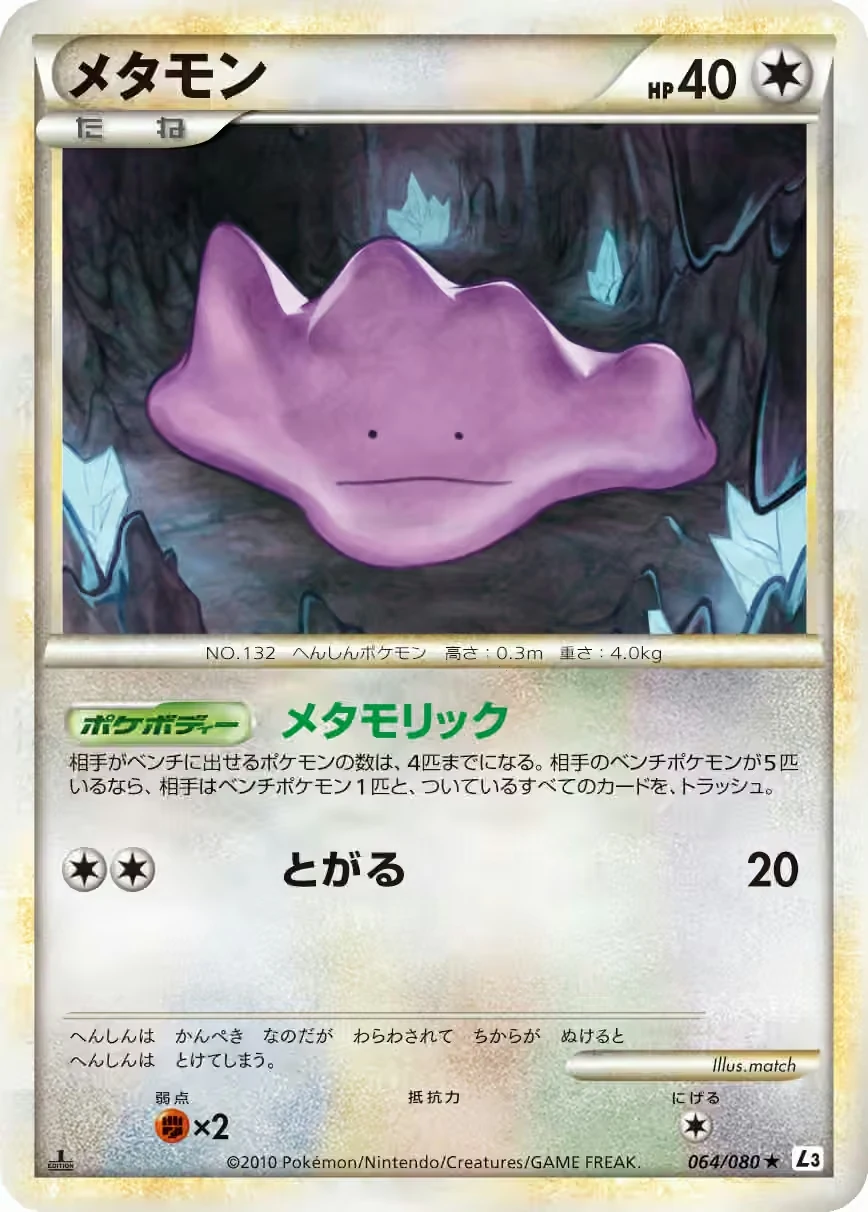 メタモン HP40
たね
NO.132 へんしんポケモン 高さ:0.3m 重さ:4.0kg
ポケボディー メタモリック
相手がベンチに出せるポケモンの数は、4匹までになる。相手のベンチポケモンが5匹
いるなら、相手はベンチポケモン1匹と、ついているすべてのカードを、トラッシュ。
とがる 20
へんしんは かんぺき なのだが わらわされて ちからが ぬけると
へんしんは とけてしまう。
Illus.match
弱点 抵抗力 にげる
×2
1 EDITION ©2010 Pokémon/Nintendo/Creatures/GAME FREAK. 064/080★ L3